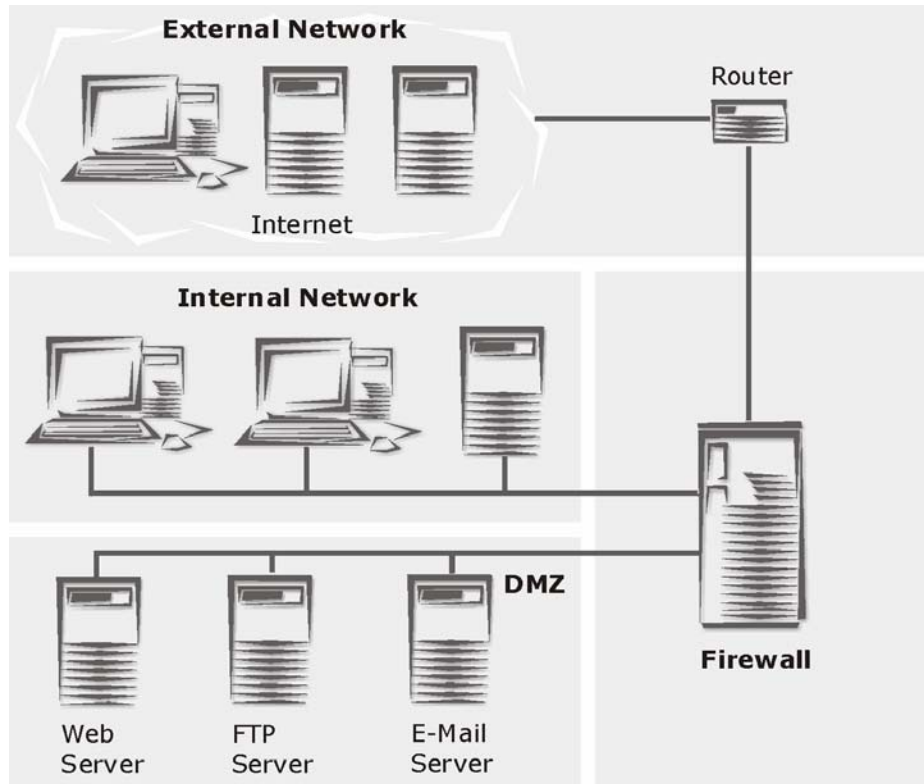 External Network
Router
Internet
Internal Network
DMZ
Firewall
Web
Server
FTP
Server
E-Mail
Server